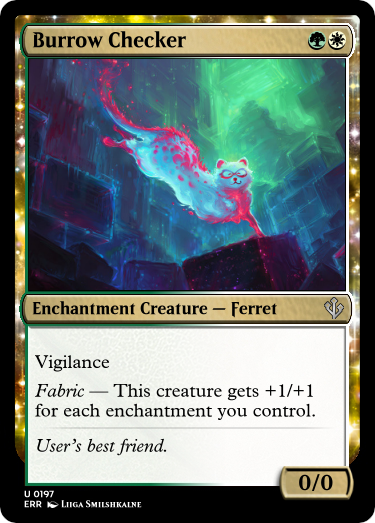 Burrow Checker
Enchantment Creature — Ferret
Vigilance
Fabric — This creature gets +1/+1
for each enchantment you control.
User's best friend.
0/0
U 0197
ERR Liiga Smilshkalne